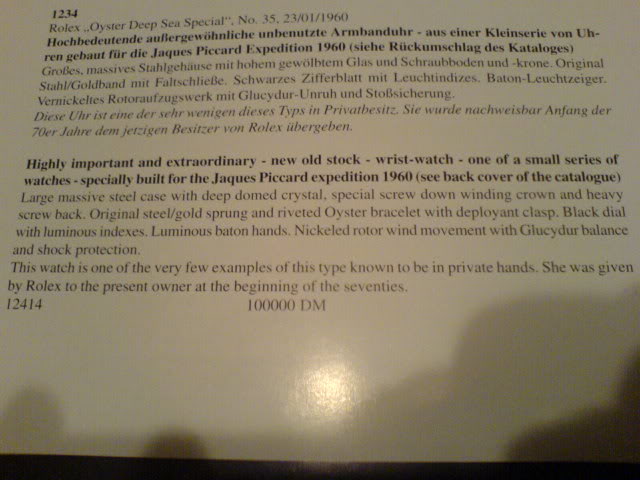 1234
Rolex „Oyster Deep Sea Special“, No. 35, 23/01/1960
Hochbedeutende außergewöhnliche unbenutzte Armbanduhr - aus einer Kleinserie von Uh-
ren gebaut für die Jaques Piccard Expedition 1960 (siehe Rückumschlag des Kataloges)
Großes, massives Stahlgehäuse mit hohem gewölbtem Glas und Schraubboden und -krone. Original
Stahl/Goldband mit Faltschließe. Schwarzes Zifferblatt mit Leuchtindizes. Baton-Leuchtzeiger.
Vernickeltes Rotoraufzugswerk mit Glucydur-Unruh und Stoßsicherung.
Diese Uhr ist eine der sehr wenigen dieses Typs in Privatbesitz. Sie wurde nachweisbar Anfang der
70er Jahre dem jetzigen Besitzer von Rolex übergeben.
Highly important and extraordinary - new old stock - wrist-watch - one of a small series of
watches - specially built for the Jaques Piccard expedition 1960 (see back cover of the catalogue)
Large massive steel case with deep domed crystal, special screw down winding crown and heavy
screw back. Original steel/gold sprung and riveted Oyster bracelet with deployant clasp. Black dial
with luminous indexes. Luminous baton hands. Nickeled rotor wind movement with Glucydur balance
and shock protection.
This watch is one of the very few examples of this type known to be in private hands. She was given
by Rolex to the present owner at the beginning of the seventies.
12414 100000 DM